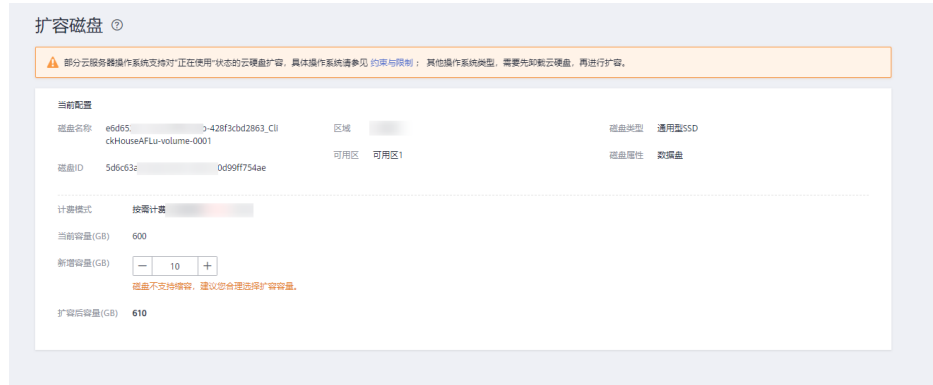 扩容磁盘
部分云服务器操作系统支持对“正在使用”状态的云硬盘扩容，具体操作系统请参见 约束与限制 ； 其他操作系统类型，需要先卸载云硬盘，再进行扩容。
当前配置
磁盘名称 e6d65 -428f3cbd2863_Cli
ckHouseAFLu-volume-0001
区域
磁盘类型 通用型SSD
可用区 可用区1
磁盘属性 数据盘
磁盘ID 5d6c63a 0d99ff754ae
计费模式 按需计费
当前容量(GB) 600
新增容量(GB) — 10 +
磁盘不支持缩容，建议您合理选择扩容容量。
扩容后容量(GB) 610